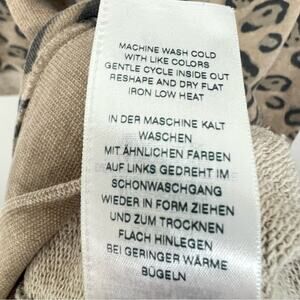 MACHINE WASH COLD
WITH LIKE COLORS
GENTLE CYCLE INSIDE OUT
RESHAPE AND DRY FLAT
IRON LOW HEAT
IN DER MASCHINE KALT
WASCHEN
MIT ÄHNLICHEN FARBEN
AUF LINKS GEDREHT IM
SCHONWASCHGANG
WIEDER IN FORM ZIEHEN
UND ZUM TROCKNEN
FLACH HINLEGEN
BEI GERINGER WÄRME
BÜGELN